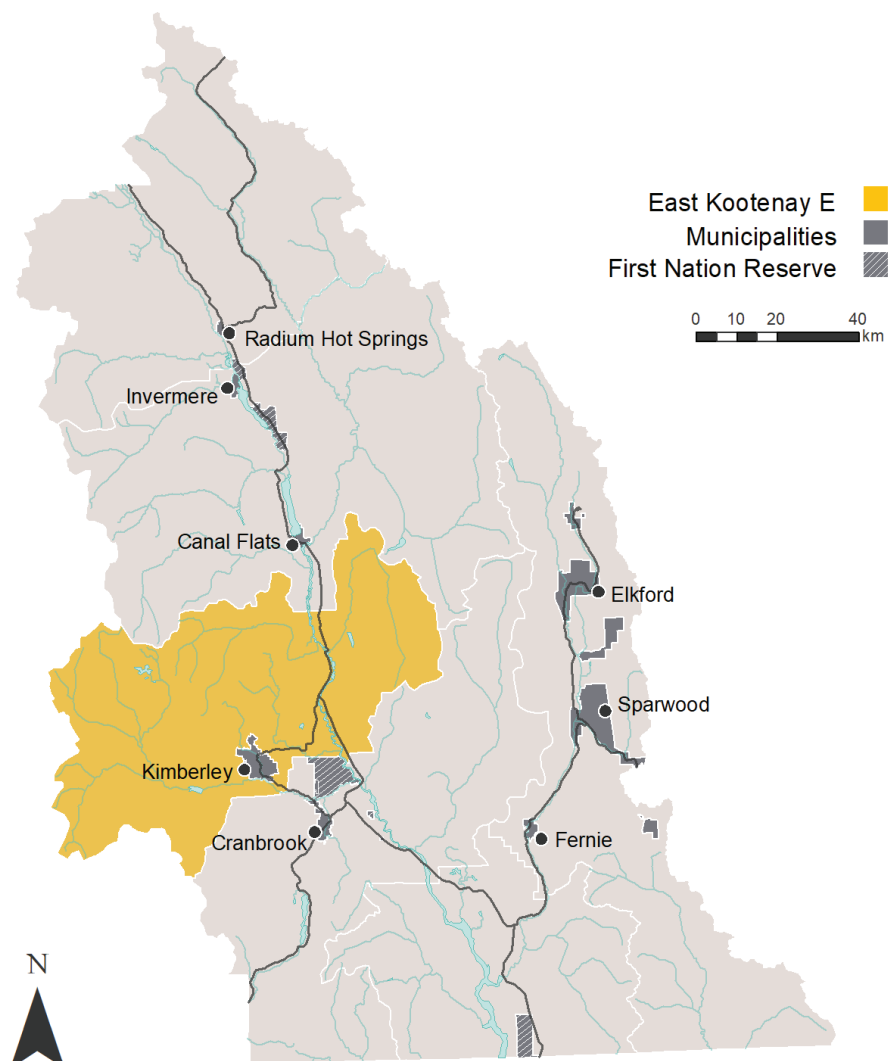 East Kootenay E
Municipalities
First Nation Reserve
0 10 20 40
km
Radium Hot Springs
Invermere
Canal Flats
Elkford
Sparwood
Kimberley
Cranbrook
Fernie
N